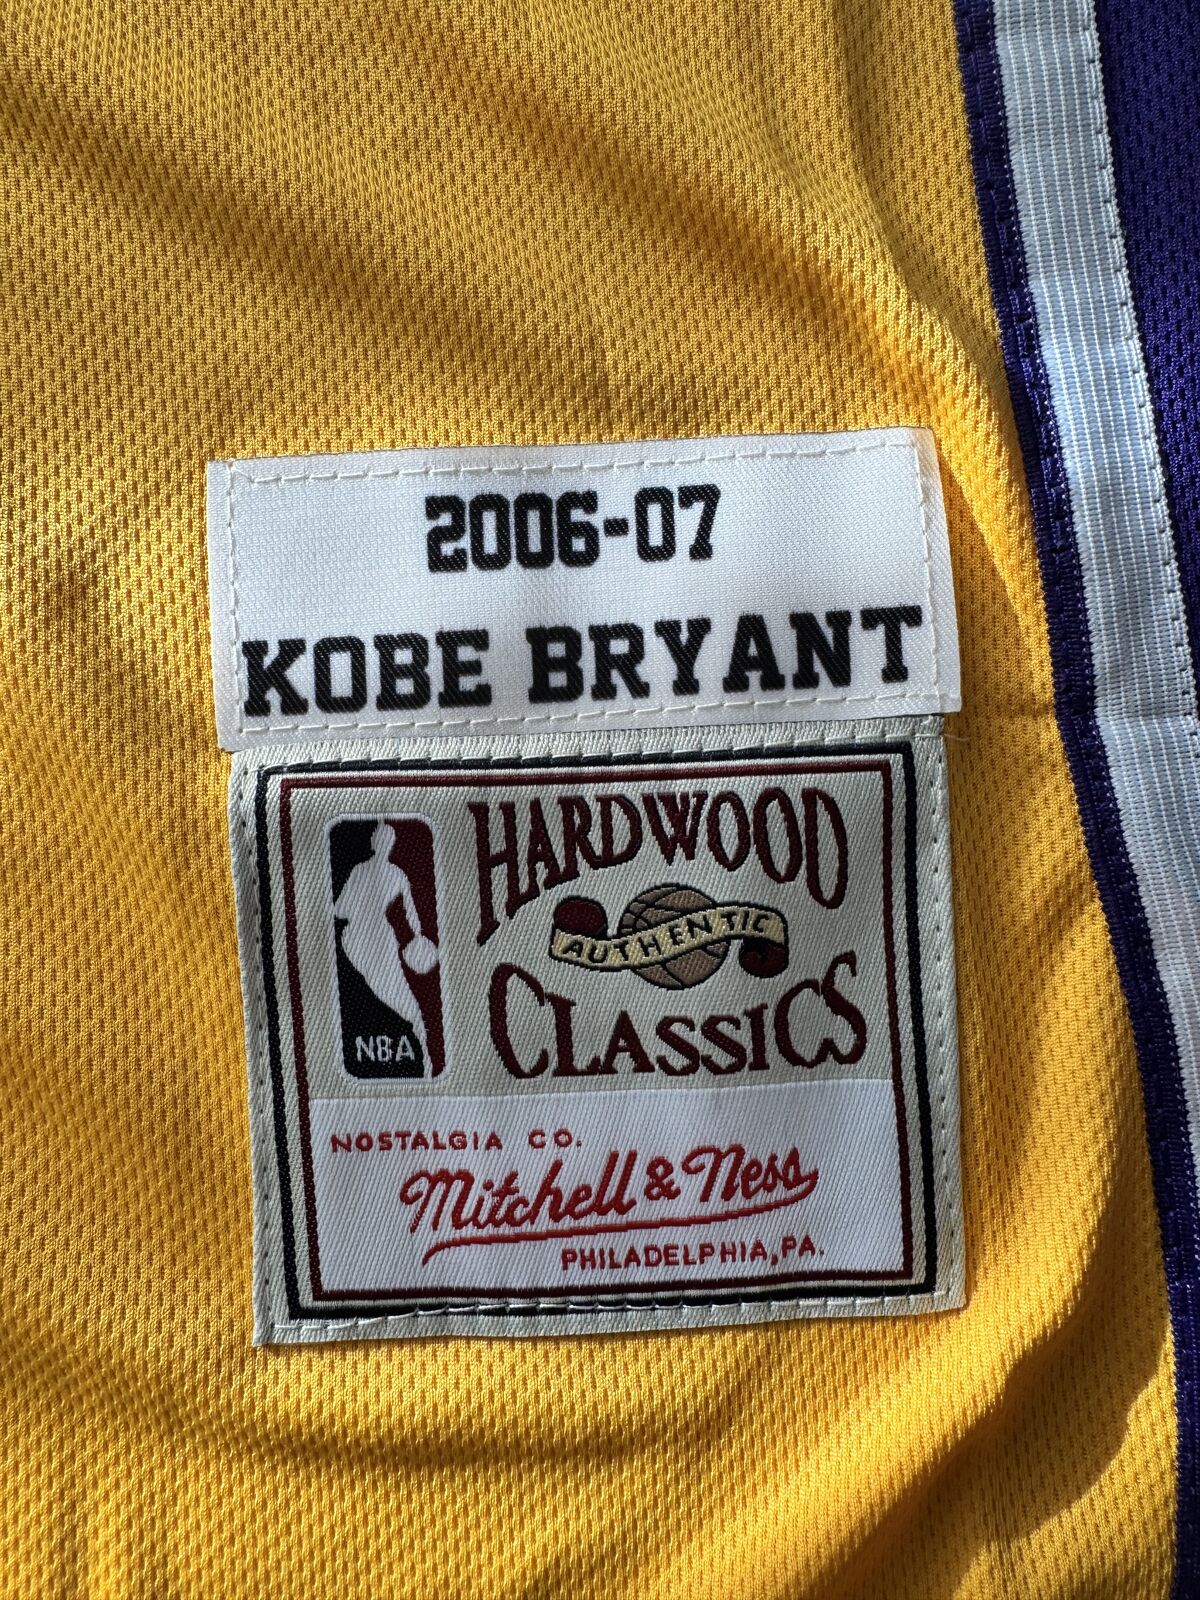 2006-07
KOBE BRYANT
HARDWOOD
AUTHENTIC
CLASSICS
NBA
NOSTALGIA CO.
Mitchell & Ness
PHILADELPHIA, PA.